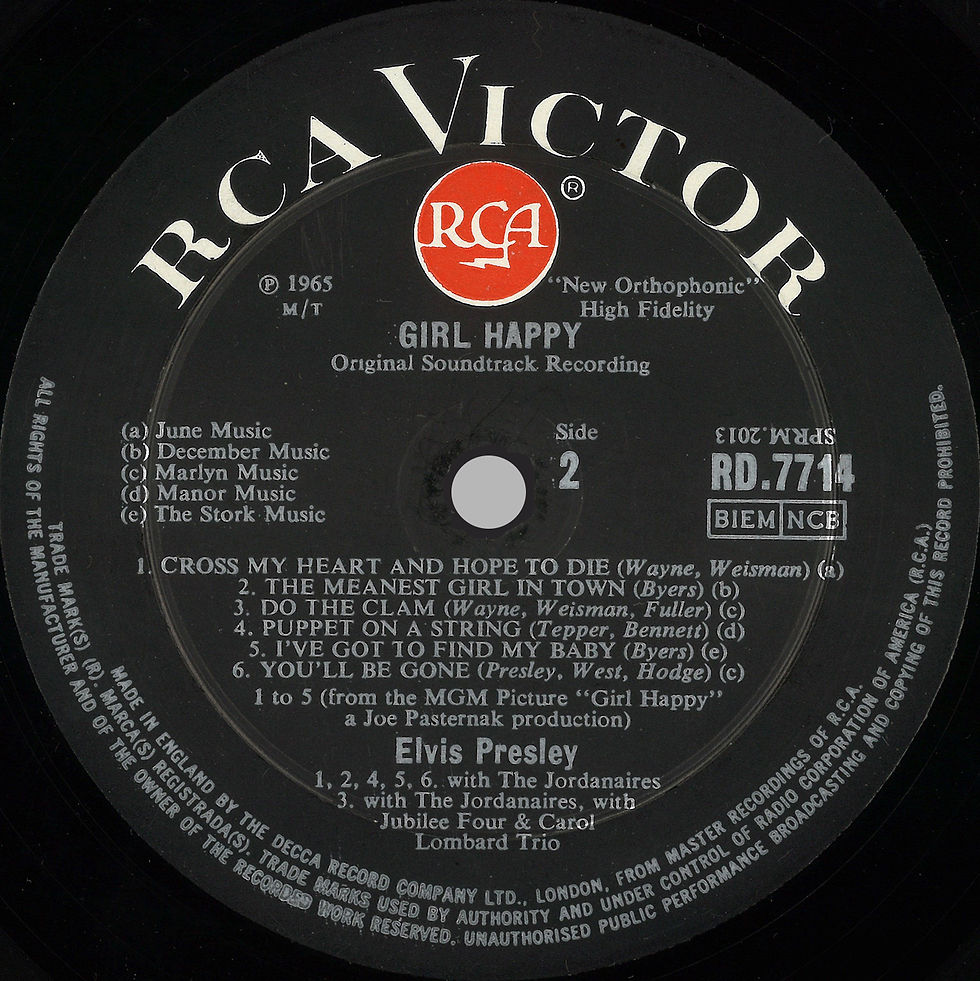 RCA VICTOR
RCA
®
℗ 1965
M/T
"New Orthophonic"
High Fidelity
GIRL HAPPY
Original Soundtrack Recording
(a) June Music
(b) December Music
(c) Marlyn Music
(d) Manor Music
(e) The Stork Music
Side
2
SPRM.2013
RD.7714
BIEM NCB
1. CROSS MY HEART AND HOPE TO DIE (Wayne, Weisman) (a)
2. THE MEANEST GIRL IN TOWN (Byers) (b)
3. DO THE CLAM (Wayne, Weisman, Fuller) (c)
4. PUPPET ON A STRING (Tepper, Bennett) (d)
5. I'VE GOT TO FIND MY BABY (Byers) (e)
6. YOU'LL BE GONE (Presley, West, Hodge) (c)
1 to 5 (from the MGM Picture "Girl Happy"
a Joe Pasternak production)
Elvis Presley
1, 2, 4, 5, 6. with The Jordanaires
3. with The Jordanaires, with
Jubilee Four & Carol
Lombard Trio
MADE IN ENGLAND BY THE DECCA RECORD COMPANY LTD., LONDON, FROM MASTER RECORDINGS OF R.C.A.
TRADE MARK(S) (R), MARCA(S) REGISTRADA(S), TRADE MARKS USED BY AUTHORITY AND UNDER CONTROL OF RADIO CORPORATION OF AMERICA (R.C.A.)
ALL RIGHTS OF THE MANUFACTURER AND OF THE OWNER OF THE RECORDED WORK RESERVED. UNAUTHORISED PUBLIC PERFORMANCE BROADCASTING AND COPYING OF THIS RECORD PROHIBITED.